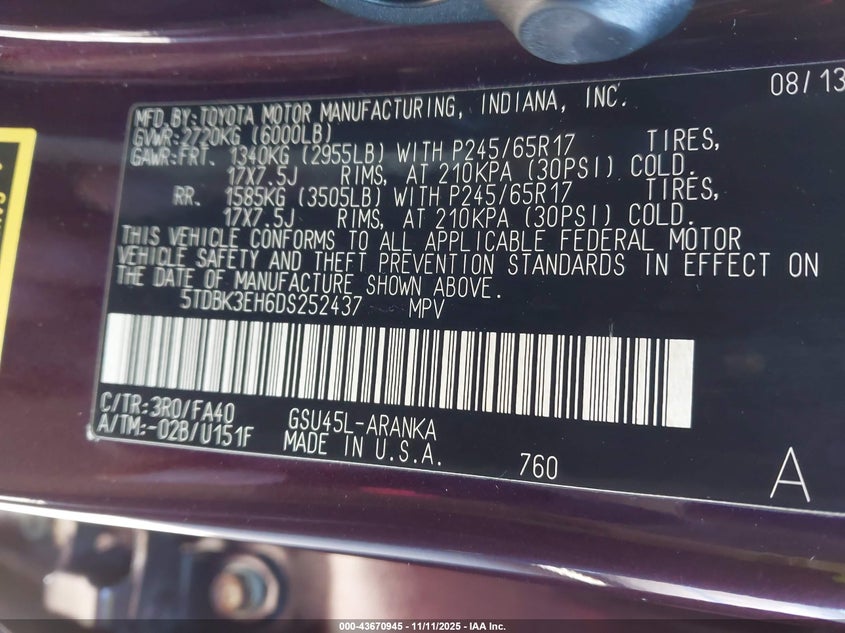 08/13
MFD. BY: TOYOTA MOTOR MANUFACTURING, INDIANA, INC.
GVWR: 2720KG (6000LB)
GAWR: FRT. 1340KG (2955LB) WITH P245/65R17 TIRES,
17X7.5J RIMS, AT 210KPA (30PSI) COLD.
RR. 1585KG (3505LB) WITH P245/65R17 TIRES,
17X7.5J RIMS, AT 210KPA (30PSI) COLD.
THIS VEHICLE CONFORMS TO ALL APPLICABLE FEDERAL MOTOR
VEHICLE SAFETY AND THEFT PREVENTION STANDARDS IN EFFECT ON
THE DATE OF MANUFACTURE SHOWN ABOVE.
5TDBK3EH6DS252437 MPV
C/TR: 3R0/FA40 GSU45L-ARANKA
A/TM: -02B/U151F MADE IN U.S.A. 760 A
000-43670945 - 11/11/2025 - IAA Inc.